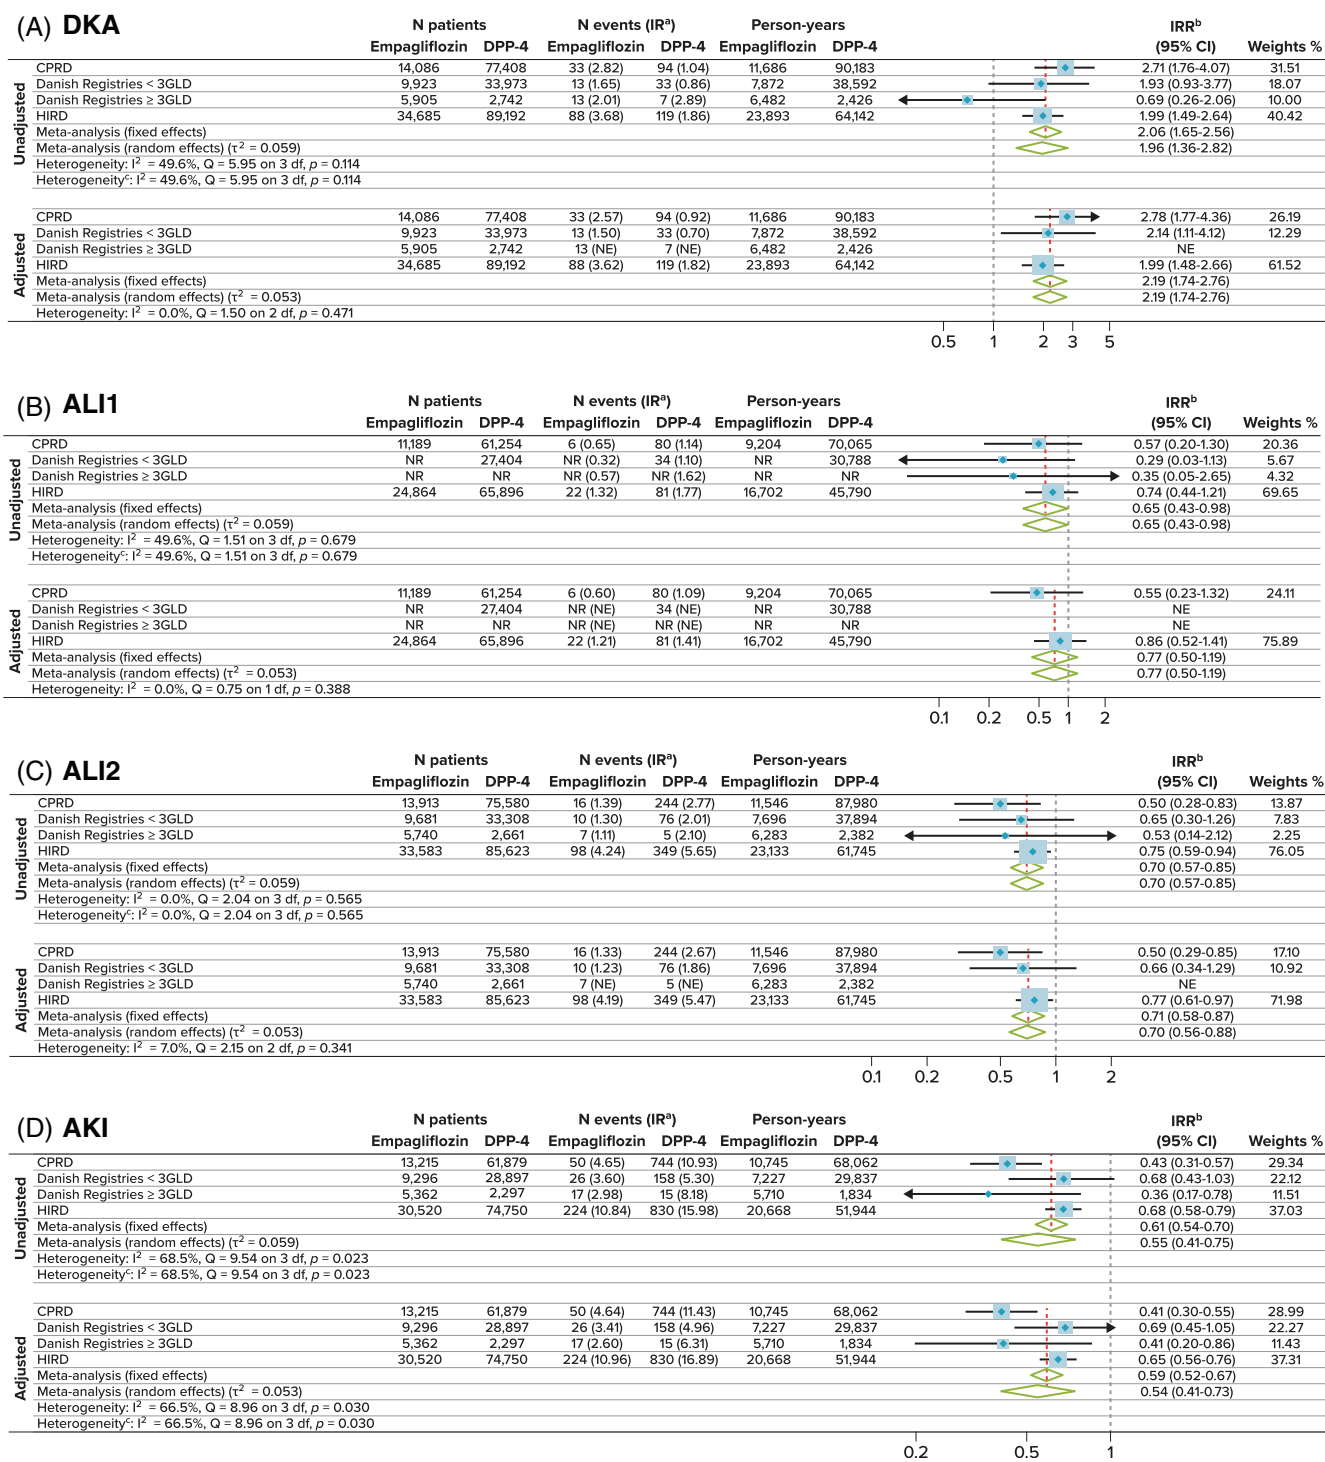 (A) DKA
N patients N events (IRa) Person-years IRRb
Empagliflozin DPP-4 Empagliflozin DPP-4 Empagliflozin DPP-4 (95% CI) Weights %
Unadjusted
CPRD 14,086 77,408 33 (2.82) 94 (1.04) 11,686 90,183 2.71 (1.76-4.07) 31.51
Danish Registries < 3GLD 9,923 33,973 13 (1.65) 33 (0.86) 7,872 38,592 1.93 (0.93-3.77) 18.07
Danish Registries ≥ 3GLD 5,905 2,742 13 (2.01) 7 (2.89) 6,482 2,426 0.69 (0.26-2.06) 10.00
HIRD 34,685 89,192 88 (3.68) 119 (1.86) 23,893 64,142 1.99 (1.49-2.64) 40.42
Meta-analysis (fixed effects) 2.06 (1.65-2.56)
Meta-analysis (random effects) (τ2 = 0.059) 1.96 (1.36-2.82)
Heterogeneity: I2 = 49.6%, Q = 5.95 on 3 df, p = 0.114
Heterogeneityc: I2 = 49.6%, Q = 5.95 on 3 df, p = 0.114
Adjusted
CPRD 14,086 77,408 33 (2.57) 94 (0.92) 11,686 90,183 2.78 (1.77-4.36) 26.19
Danish Registries < 3GLD 9,923 33,973 13 (1.50) 33 (0.70) 7,872 38,592 2.14 (1.11-4.12) 12.29
Danish Registries ≥ 3GLD 5,905 2,742 13 (NE) 7 (NE) 6,482 2,426 NE
HIRD 34,685 89,192 88 (3.62) 119 (1.82) 23,893 64,142 1.99 (1.48-2.66) 61.52
Meta-analysis (fixed effects) 2.19 (1.74-2.76)
Meta-analysis (random effects) (τ2 = 0.053) 2.19 (1.74-2.76)
Heterogeneity: I2 = 0.0%, Q = 1.50 on 2 df, p = 0.471
0.5 1 2 3 5
(B) ALI1
N patients N events (IRa) Person-years IRRb
Empagliflozin DPP-4 Empagliflozin DPP-4 Empagliflozin DPP-4 (95% CI) Weights %
Unadjusted
CPRD 11,189 61,254 6 (0.65) 80 (1.14) 9,204 70,065 0.57 (0.20-1.30) 20.36
Danish Registries < 3GLD NR 27,404 NR (0.32) 34 (1.10) NR 30,788 0.29 (0.03-1.13) 5.67
Danish Registries ≥ 3GLD NR NR NR (0.57) NR (1.62) NR NR 0.35 (0.05-2.65) 4.32
HIRD 24,864 65,896 22 (1.32) 81 (1.77) 16,702 45,790 0.74 (0.44-1.21) 69.65
Meta-analysis (fixed effects) 0.65 (0.43-0.98)
Meta-analysis (random effects) (τ2 = 0.059) 0.65 (0.43-0.98)
Heterogeneity: I2 = 49.6%, Q = 1.51 on 3 df, p = 0.679
Heterogeneityc: I2 = 49.6%, Q = 1.51 on 3 df, p = 0.679
Adjusted
CPRD 11,189 61,254 6 (0.60) 80 (1.09) 9,204 70,065 0.55 (0.23-1.32) 24.11
Danish Registries < 3GLD NR 27,404 NR (NE) 34 (NE) NR 30,788 NE
Danish Registries ≥ 3GLD NR NR NR (NE) NR (NE) NR NR NE
HIRD 24,864 65,896 22 (1.21) 81 (1.41) 16,702 45,790 0.86 (0.52-1.41) 75.89
Meta-analysis (fixed effects) 0.77 (0.50-1.19)
Meta-analysis (random effects) (τ2 = 0.053) 0.77 (0.50-1.19)
Heterogeneity: I2 = 0.0%, Q = 0.75 on 1 df, p = 0.388
0.1 0.2 0.5 1 2
(C) ALI2
N patients N events (IRa) Person-years IRRb
Empagliflozin DPP-4 Empagliflozin DPP-4 Empagliflozin DPP-4 (95% CI) Weights %
Unadjusted
CPRD 13,913 75,580 16 (1.39) 244 (2.77) 11,546 87,980 0.50 (0.28-0.83) 13.87
Danish Registries < 3GLD 9,681 33,308 10 (1.30) 76 (2.01) 7,696 37,894 0.65 (0.30-1.26) 7.83
Danish Registries ≥ 3GLD 5,740 2,661 7 (1.11) 5 (2.10) 6,283 2,382 0.53 (0.14-2.12) 2.25
HIRD 33,583 85,623 98 (4.24) 349 (5.65) 23,133 61,745 0.75 (0.59-0.94) 76.05
Meta-analysis (fixed effects) 0.70 (0.57-0.85)
Meta-analysis (random effects) (τ2 = 0.059) 0.70 (0.57-0.85)
Heterogeneity: I2 = 0.0%, Q = 2.04 on 3 df, p = 0.565
Heterogeneityc: I2 = 0.0%, Q = 2.04 on 3 df, p = 0.565
Adjusted
CPRD 13,913 75,580 16 (1.33) 244 (2.67) 11,546 87,980 0.50 (0.29-0.85) 17.10
Danish Registries < 3GLD 9,681 33,308 10 (1.23) 76 (1.86) 7,696 37,894 0.66 (0.34-1.29) 10.92
Danish Registries ≥ 3GLD 5,740 2,661 7 (NE) 5 (NE) 6,283 2,382 NE
HIRD 33,583 85,623 98 (4.19) 349 (5.47) 23,133 61,745 0.77 (0.61-0.97) 71.98
Meta-analysis (fixed effects) 0.71 (0.58-0.87)
Meta-analysis (random effects) (τ2 = 0.053) 0.70 (0.56-0.88)
Heterogeneity: I2 = 7.0%, Q = 2.15 on 2 df, p = 0.341
0.1 0.2 0.5 1 2
(D) AKI
N patients N events (IRa) Person-years IRRb
Empagliflozin DPP-4 Empagliflozin DPP-4 Empagliflozin DPP-4 (95% CI) Weights %
Unadjusted
CPRD 13,215 61,879 50 (4.65) 744 (10.93) 10,745 68,062 0.43 (0.31-0.57) 29.34
Danish Registries < 3GLD 9,296 28,897 26 (3.60) 158 (5.30) 7,227 29,837 0.68 (0.43-1.03) 22.12
Danish Registries ≥ 3GLD 5,362 2,297 17 (2.98) 15 (8.18) 5,710 1,834 0.36 (0.17-0.78) 11.51
HIRD 30,520 74,750 224 (10.84) 830 (15.98) 20,668 51,944 0.68 (0.58-0.79) 37.03
Meta-analysis (fixed effects) 0.61 (0.54-0.70)
Meta-analysis (random effects) (τ2 = 0.059) 0.55 (0.41-0.75)
Heterogeneity: I2 = 68.5%, Q = 9.54 on 3 df, p = 0.023
Heterogeneityc: I2 = 68.5%, Q = 9.54 on 3 df, p = 0.023
Adjusted
CPRD 13,215 61,879 50 (4.64) 744 (11.43) 10,745 68,062 0.41 (0.30-0.55) 28.99
Danish Registries < 3GLD 9,296 28,897 26 (3.41) 158 (4.96) 7,227 29,837 0.69 (0.45-1.05) 22.27
Danish Registries ≥ 3GLD 5,362 2,297 17 (2.60) 15 (6.31) 5,710 1,834 0.41 (0.20-0.86) 11.43
HIRD 30,520 74,750 224 (10.96) 830 (16.89) 20,668 51,944 0.65 (0.56-0.76) 37.31
Meta-analysis (fixed effects) 0.59 (0.52-0.67)
Meta-analysis (random effects) (τ2 = 0.053) 0.54 (0.41-0.73)
Heterogeneity: I2 = 66.5%, Q = 8.96 on 3 df, p = 0.030
Heterogeneityc: I2 = 66.5%, Q = 8.96 on 3 df, p = 0.030
0.2 0.5 1